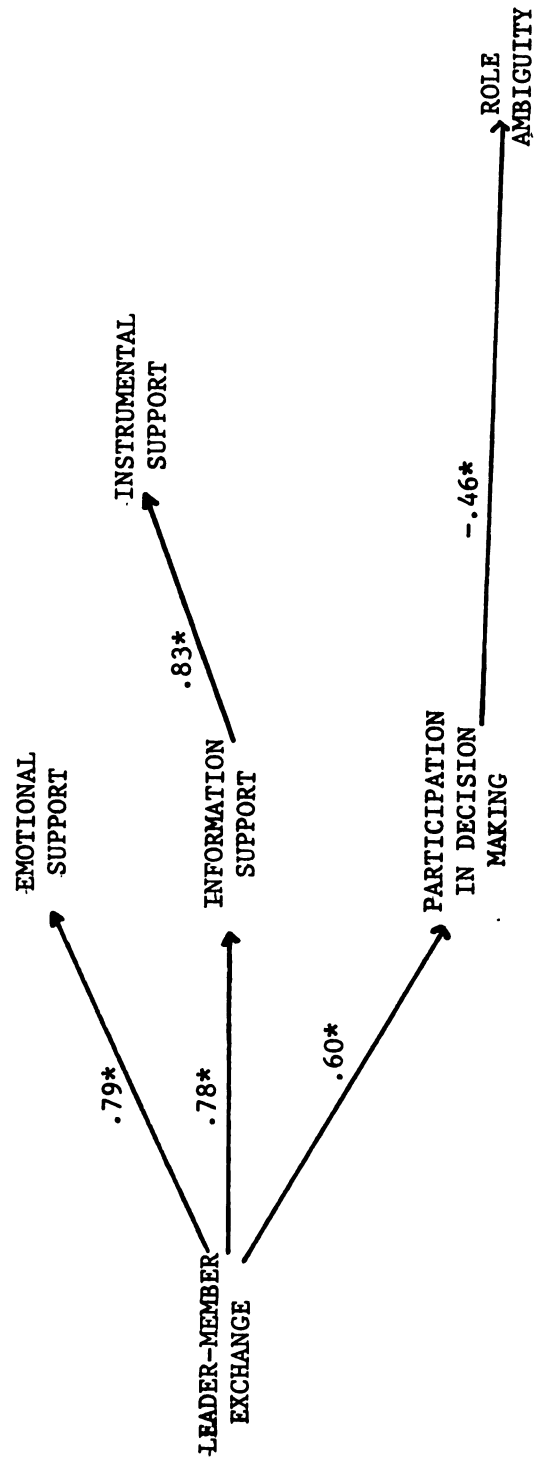 EMOTIONAL
SUPPORT
.79*
INSTRUMENTAL
SUPPORT
.83*
LEADER-MEMBER
EXCHANGE
.78*
INFORMATION
SUPPORT
.60*
PARTICIPATION
IN DECISION
MAKING
-.46*
ROLE
AMBIGUITY